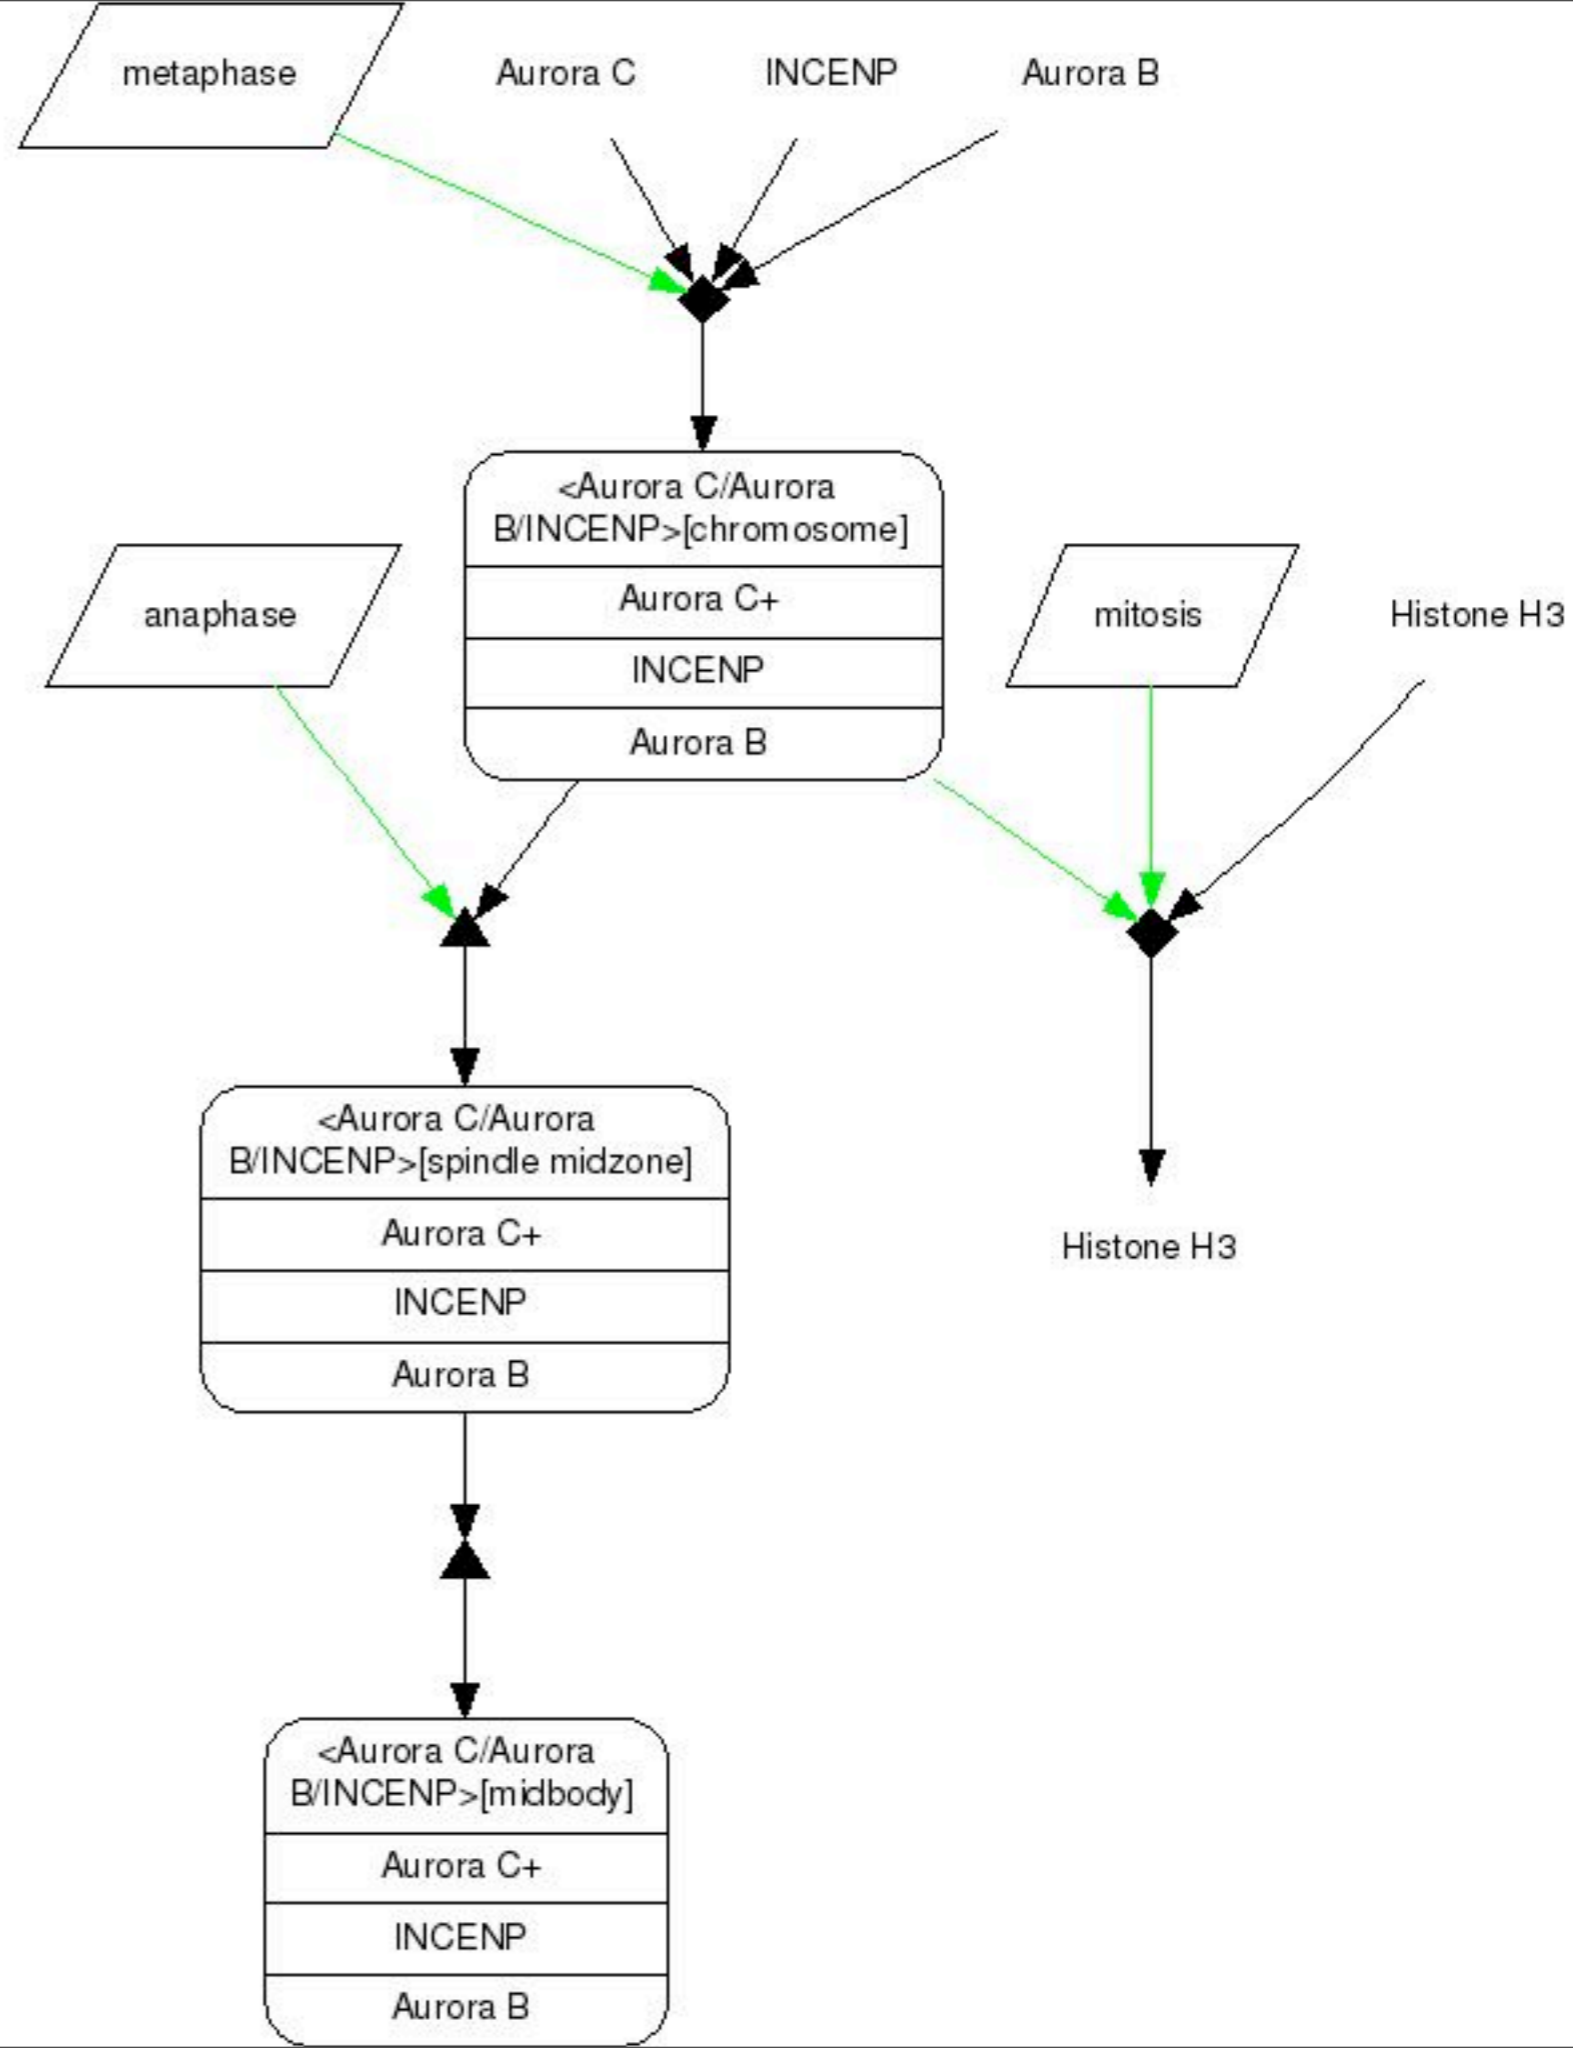 metaphase
Aurora C
INCENP
Aurora B
<Aurora C/Aurora
B/INCENP>[chromosome]
Aurora C+
INCENP
Aurora B
anaphase
mitosis
Histone H3
<Aurora C/Aurora
B/INCENP>[spindle midzone]
Aurora C+
INCENP
Aurora B
Histone H3
<Aurora C/Aurora
B/INCENP>[midbody]
Aurora C+
INCENP
Aurora B